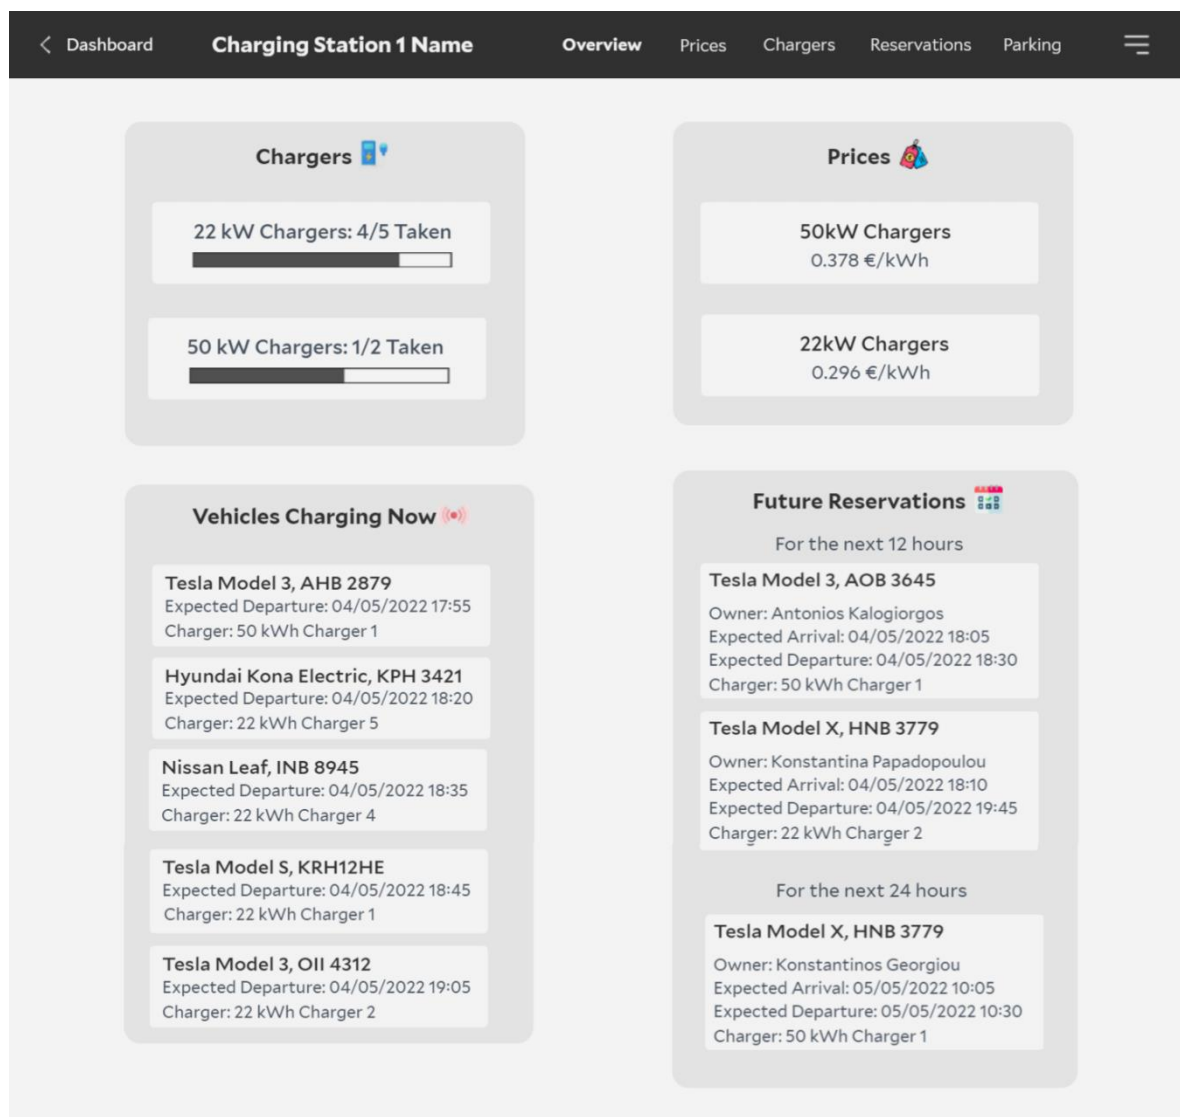 Dashboard
Charging Station 1 Name
Overview
Prices
Chargers
Reservations
Parking
Chargers
22 kW Chargers: 4/5 Taken
50 kW Chargers: 1/2 Taken
Prices
50kW Chargers
0.378 €/kWh
22kW Chargers
0.296 €/kWh
Vehicles Charging Now
Tesla Model 3, AHB 2879
Expected Departure: 04/05/2022 17:55
Charger: 50 kWh Charger 1
Hyundai Kona Electric, KPH 3421
Expected Departure: 04/05/2022 18:20
Charger: 22 kWh Charger 5
Nissan Leaf, INB 8945
Expected Departure: 04/05/2022 18:35
Charger: 22 kWh Charger 4
Tesla Model S, KRH12HE
Expected Departure: 04/05/2022 18:45
Charger: 22 kWh Charger 1
Tesla Model 3, OII 4312
Expected Departure: 04/05/2022 19:05
Charger: 22 kWh Charger 2
Future Reservations
For the next 12 hours
Tesla Model 3, AOB 3645
Owner: Antonios Kalogiorgos
Expected Arrival: 04/05/2022 18:05
Expected Departure: 04/05/2022 18:30
Charger: 50 kWh Charger 1
Tesla Model X, HNB 3779
Owner: Konstantina Papadopoulou
Expected Arrival: 04/05/2022 18:10
Expected Departure: 04/05/2022 19:45
Charger: 22 kWh Charger 2
For the next 24 hours
Tesla Model X, HNB 3779
Owner: Konstantinos Georgiou
Expected Arrival: 05/05/2022 10:05
Expected Departure: 05/05/2022 10:30
Charger: 50 kWh Charger 1